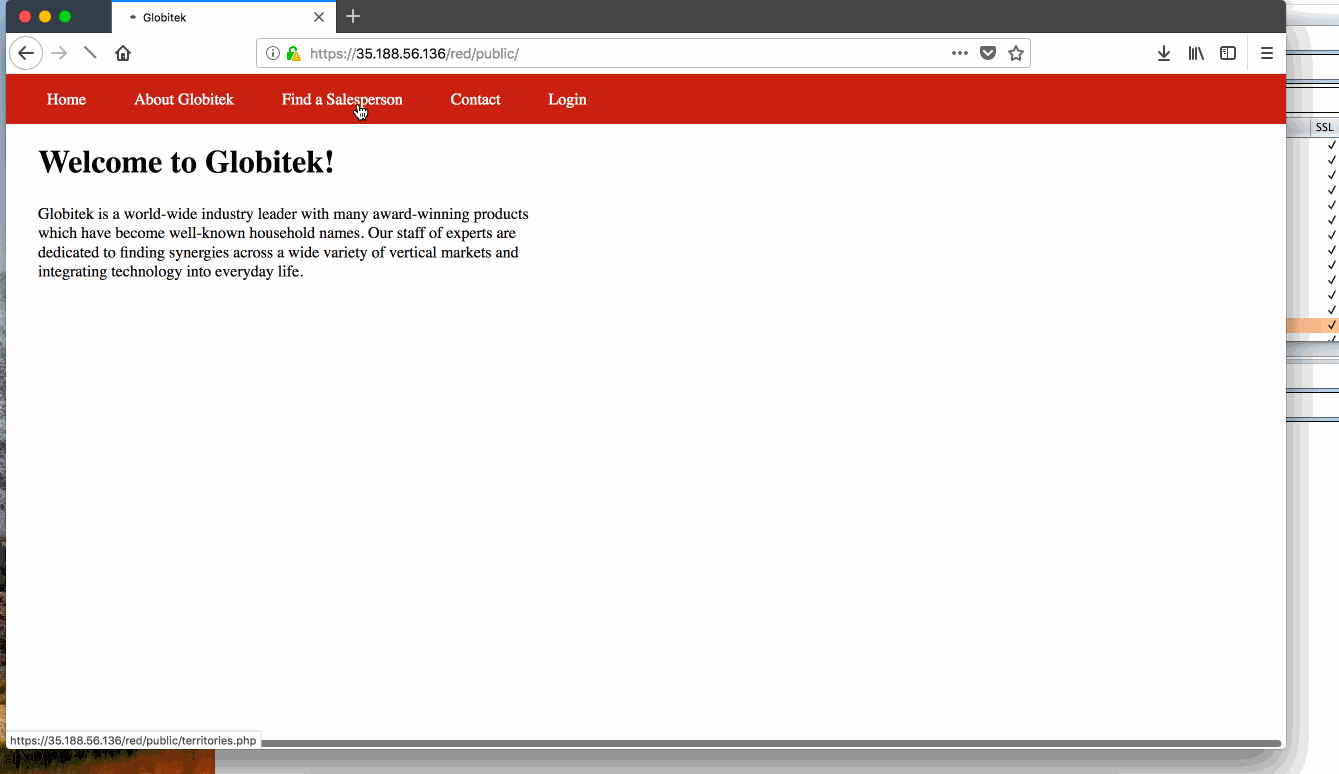 Globitek
https://35.188.56.136/red/public/
Home About Globitek Find a Salesperson Contact Login
SSL
Welcome to Globitek!
Globitek is a world-wide industry leader with many award-winning products
which have become well-known household names. Our staff of experts are
dedicated to finding synergies across a wide variety of vertical markets and
integrating technology into everyday life.
https://35.188.56.136/red/public/territories.php